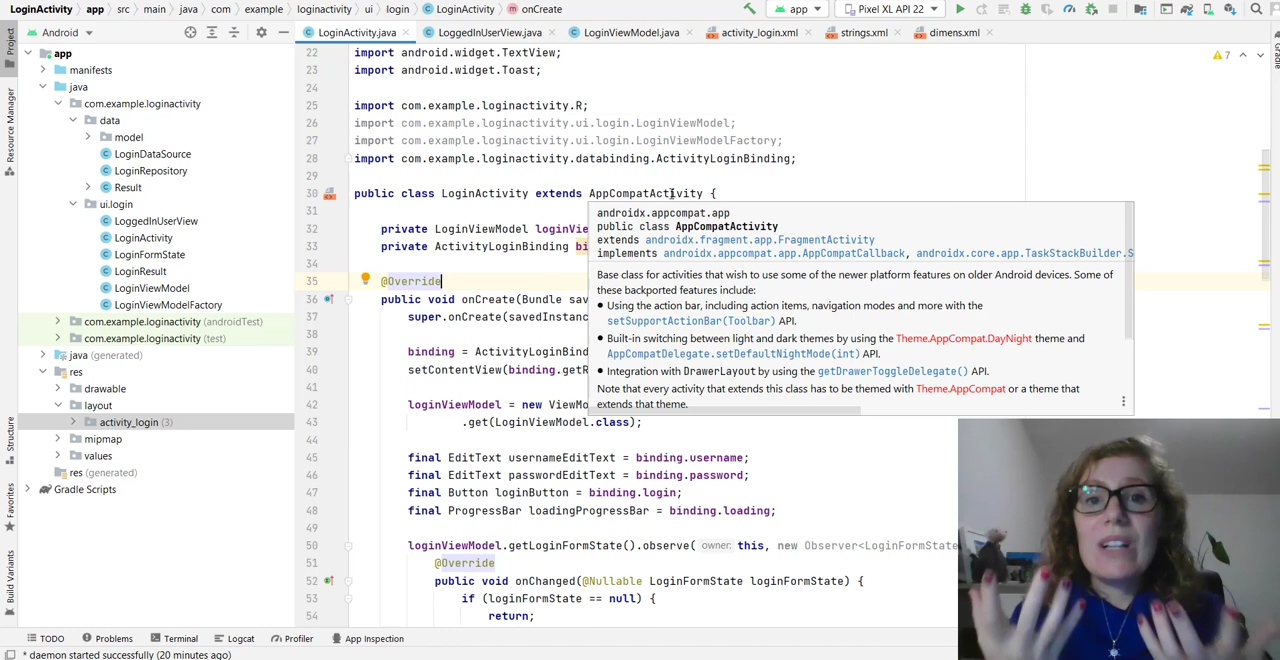 LoginActivity › app › src › main › java › com › example › loginactivity › ui › login › LoginActivity › onCreate
app
Pixel XL API 22
Android
LoginActivity.java
LoggedInUserView.java
LoginViewModel.java
activity_login.xml
strings.xml
dimens.xml
Project
Resource Manager
Structure
Favorites
Build Variants
Gradle
app
manifests
java
com.example.loginactivity
data
model
LoginDataSource
LoginRepository
Result
ui.login
LoggedInUserView
LoginActivity
LoginFormState
LoginResult
LoginViewModel
LoginViewModelFactory
com.example.loginactivity (androidTest)
com.example.loginactivity (test)
java (generated)
res
drawable
layout
activity_login (3)
mipmap
values
res (generated)
Gradle Scripts
7
22 import android.widget.TextView;
23 import android.widget.Toast;
24
25 import com.example.loginactivity.R;
26 import com.example.loginactivity.ui.login.LoginViewModel;
27 import com.example.loginactivity.ui.login.LoginViewModelFactory;
28 import com.example.loginactivity.databinding.ActivityLoginBinding;
29
30 public class LoginActivity extends AppCompatActivity {
31
32 private LoginViewModel loginVie
33 private ActivityLoginBinding bi
34
35 @Override
36 public void onCreate(Bundle sav
37 super.onCreate(savedInstanc
38
39 binding = ActivityLoginBind
40 setContentView(binding.getR
41
42 loginViewModel = new ViewMo
43 .get(LoginViewModel.class);
44
45 final EditText usernameEditText = binding.username;
46 final EditText passwordEditText = binding.password;
47 final Button loginButton = binding.login;
48 final ProgressBar loadingProgressBar = binding.loading;
49
50 loginViewModel.getLoginFormState().observe( owner: this, new Observer<LoginFormState
51 @Override
52 public void onChanged(@Nullable LoginFormState loginFormState) {
53 if (loginFormState == null) {
54 return;
androidx.appcompat.app
public class AppCompatActivity
extends androidx.fragment.app.FragmentActivity
implements androidx.appcompat.app.AppCompatCallback, androidx.core.app.TaskStackBuilder.S
Base class for activities that wish to use some of the newer platform features on older Android devices. Some of
these backported features include:
• Using the action bar, including action items, navigation modes and more with the
setSupportActionBar(Toolbar) API.
• Built-in switching between light and dark themes by using the Theme.AppCompat.DayNight theme and
AppCompatDelegate.setDefaultNightMode(int) API.
• Integration with DrawerLayout by using the getDrawerToggleDelegate() API.
Note that every activity that extends this class has to be themed with Theme.AppCompat or a theme that
extends that theme.
TODO
Problems
Terminal
Logcat
Profiler
App Inspection
* daemon started successfully (20 minutes ago)